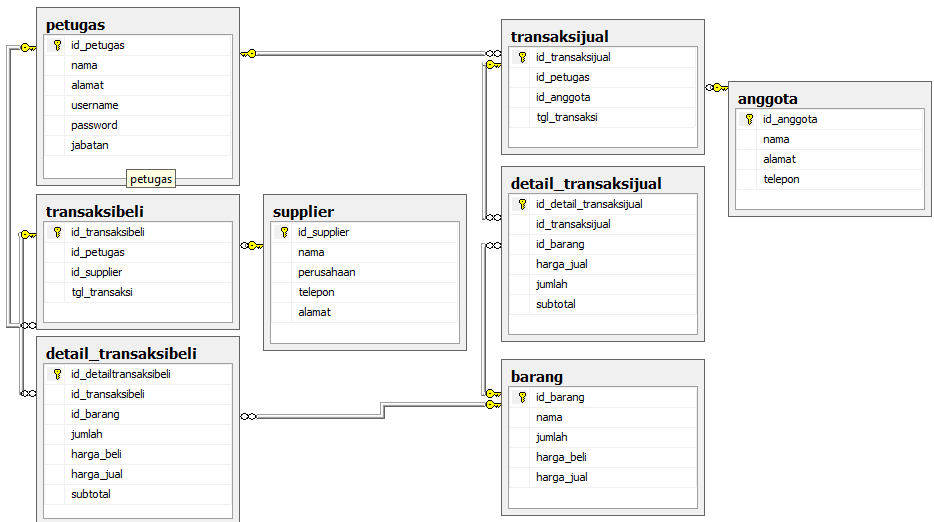 petugas
id_petugas
nama
alamat
username
password
jabatan
petugas
transaksijual
id_transaksijual
id_petugas
id_anggota
tgl_transaksi
anggota
id_anggota
nama
alamat
telepon
transaksibeli
id_transaksibeli
id_petugas
id_supplier
tgl_transaksi
supplier
id_supplier
nama
perusahaan
telepon
alamat
detail_transaksijual
id_detail_transaksijual
id_transaksijual
id_barang
harga_jual
jumlah
subtotal
detail_transaksibeli
id_detailtransaksibeli
id_transaksibeli
id_barang
jumlah
harga_beli
harga_jual
subtotal
barang
id_barang
nama
jumlah
harga_beli
harga_jual